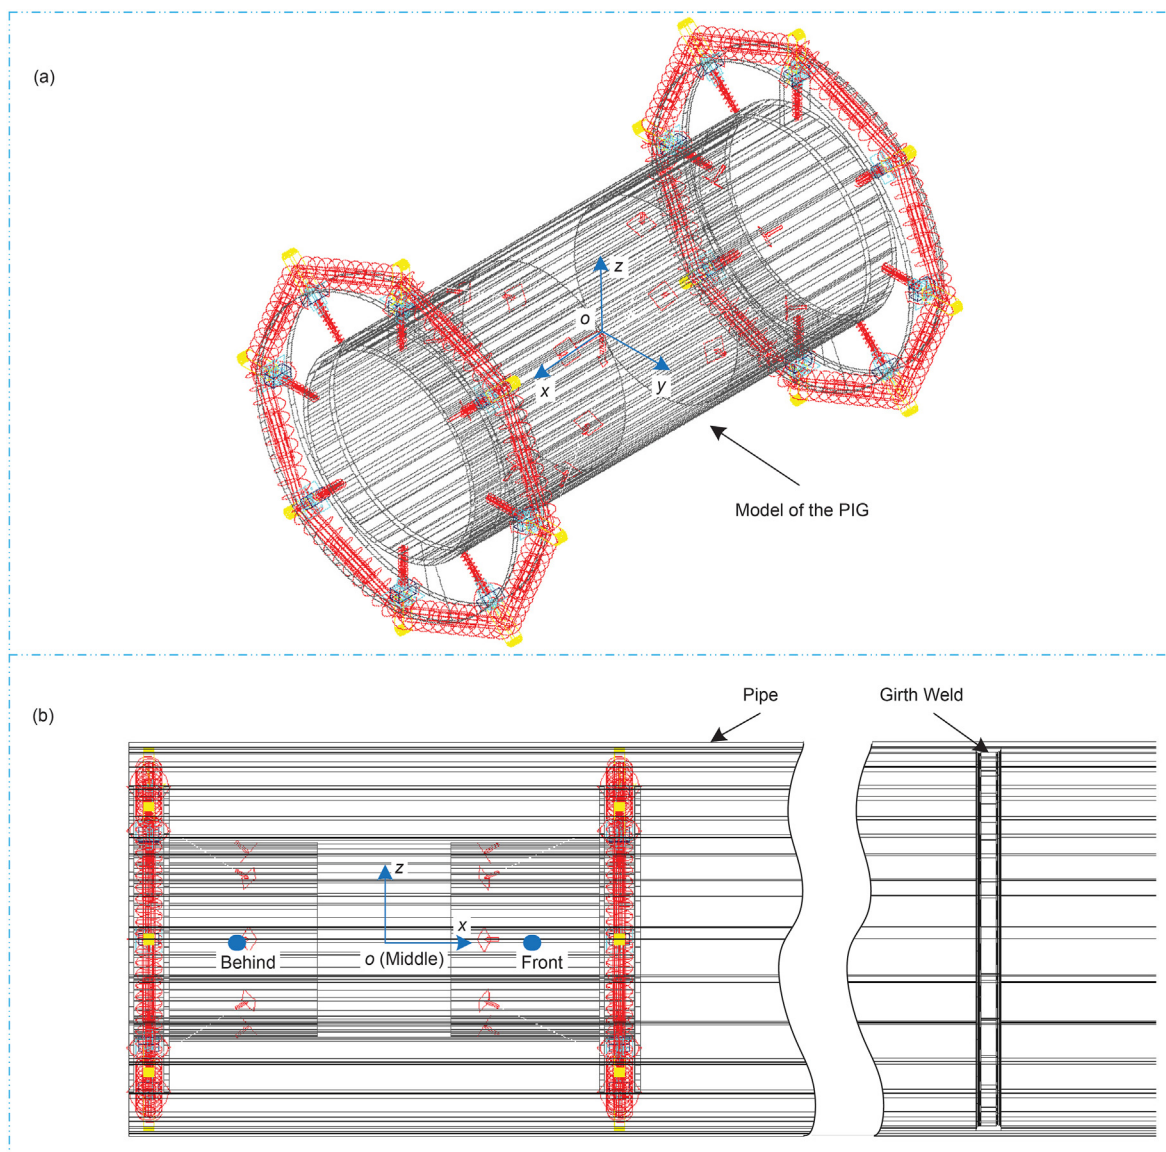 (a)
z
o
x
y
Model of the PIG
(b)
Pipe
Girth Weld
z
x
Behind
o (Middle)
Front